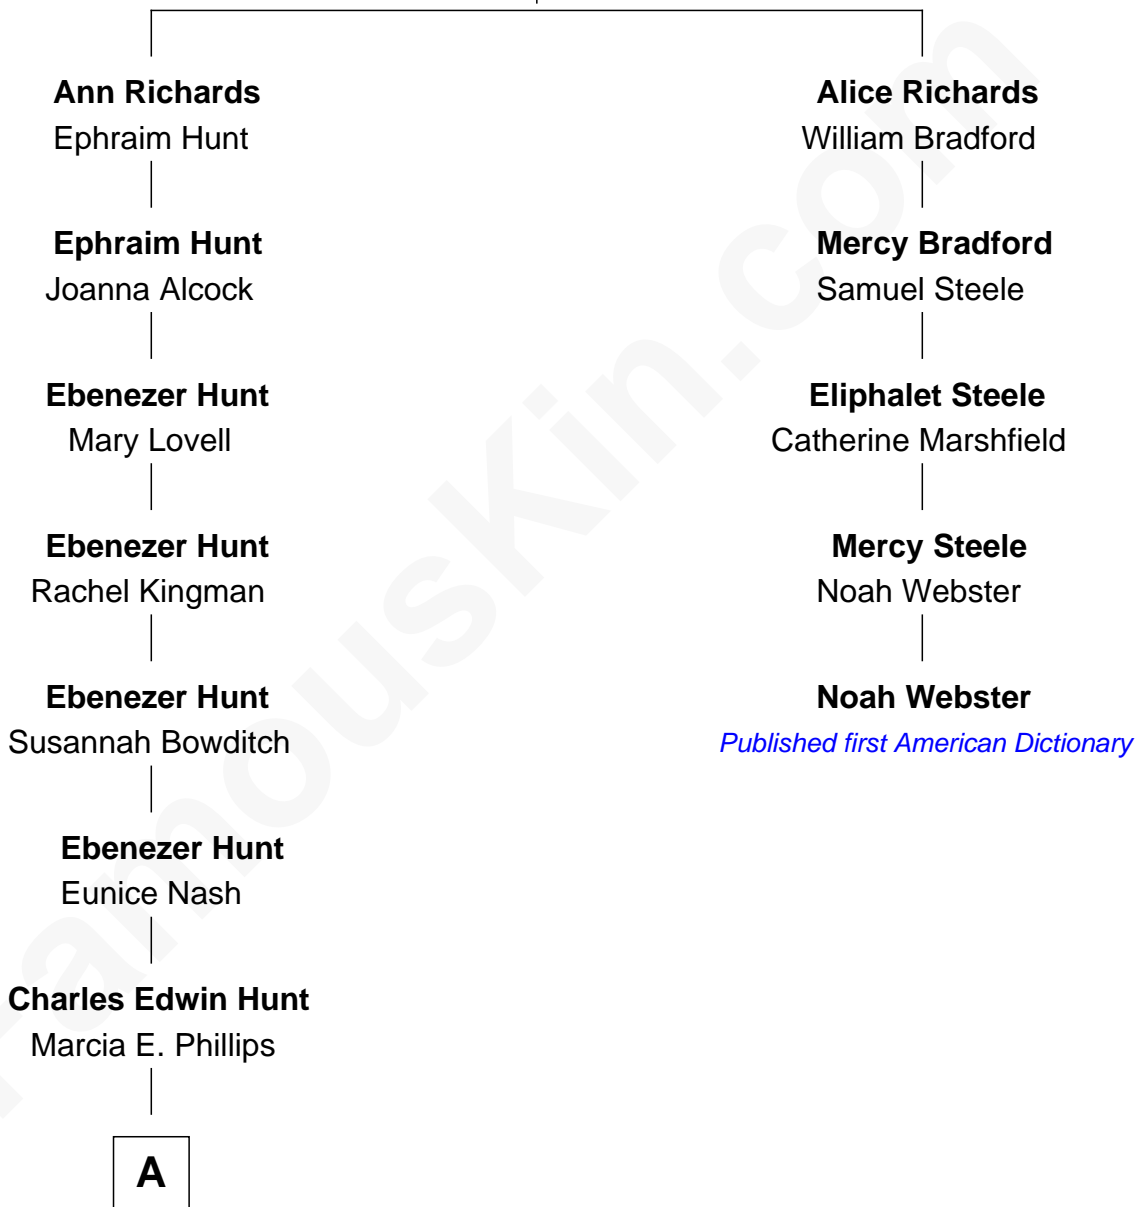 Ann Richards
Ephraim Hunt
Ephraim Hunt
Joanna Alcock
Ebenezer Hunt
Mary Lovell
Ebenezer Hunt
Rachel Kingman
Ebenezer Hunt
Susannah Bowditch
Ebenezer Hunt
Eunice Nash
Charles Edwin Hunt
Marcia E. Phillips
A
Alice Richards
William Bradford
Mercy Bradford
Samuel Steele
Eliphalet Steele
Catherine Marshfield
Mercy Steele
Noah Webster
Noah Webster
Published first American Dictionary
FamousKin.com